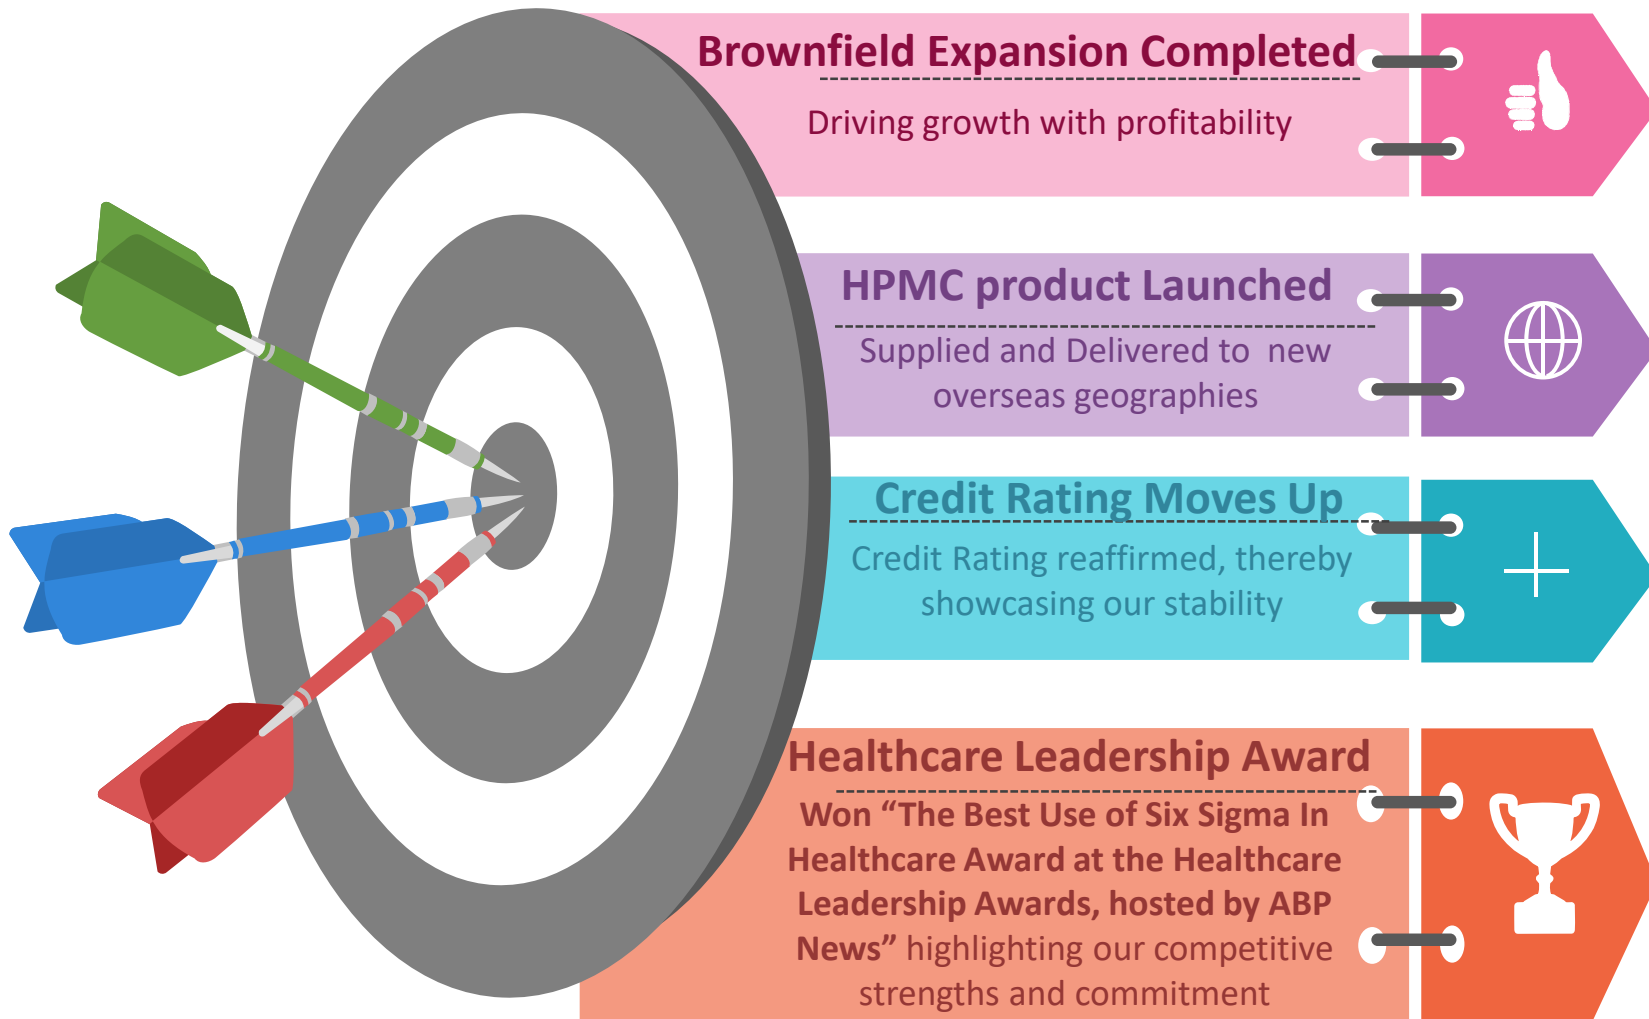 Brownfield Expansion Completed
Driving growth with profitability
HPMC product Launched
Supplied and Delivered to new
overseas geographies
Credit Rating Moves Up
Credit Rating reaffirmed, thereby
showcasing our stability
Healthcare Leadership Award
Won “The Best Use of Six Sigma In
Healthcare Award at the Healthcare
Leadership Awards, hosted by ABP
News” highlighting our competitive
strengths and commitment